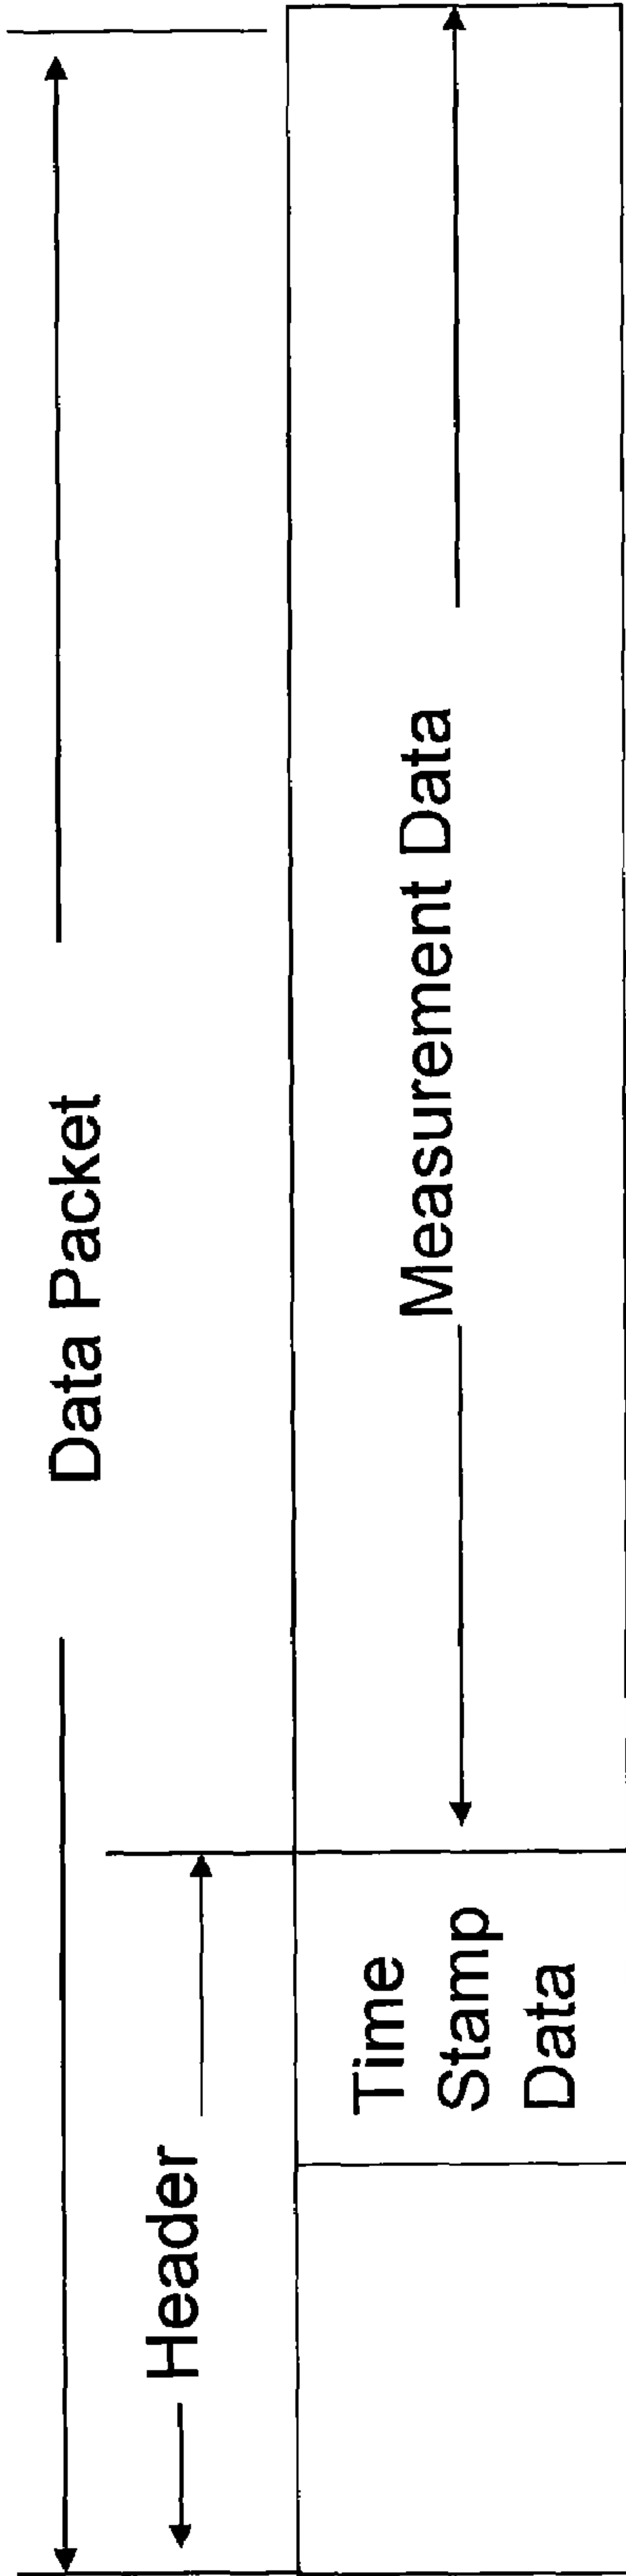 Data Packet
Header
Time
Stamp
Data
Measurement Data